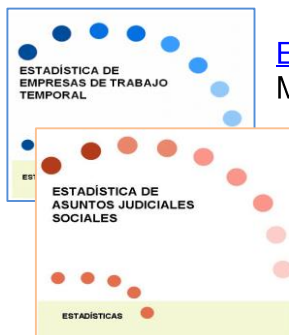 ESTADÍSTICA DE
EMPRESAS DE TRABAJO
TEMPORAL
ESTADÍSTICA DE
ASUNTOS JUDICIALES
SOCIALES
ESTADÍSTICAS